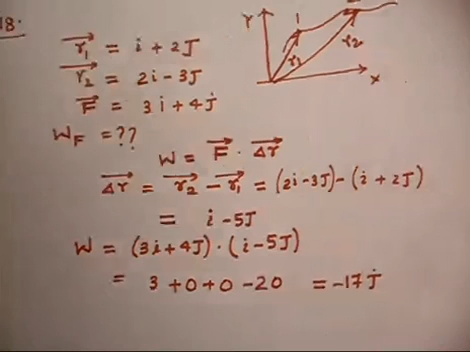 18:
Y
1
r1
r2
X
r1 = i + 2J
r2 = 2i - 3J
F = 3i + 4j
WF = ??
W = F . Δr
Δr = r2 - r1 = (2i - 3J) - (i + 2J)
= i - 5J
W = (3i + 4J) . (i - 5J)
= 3 + 0 + 0 - 20 = -17 j